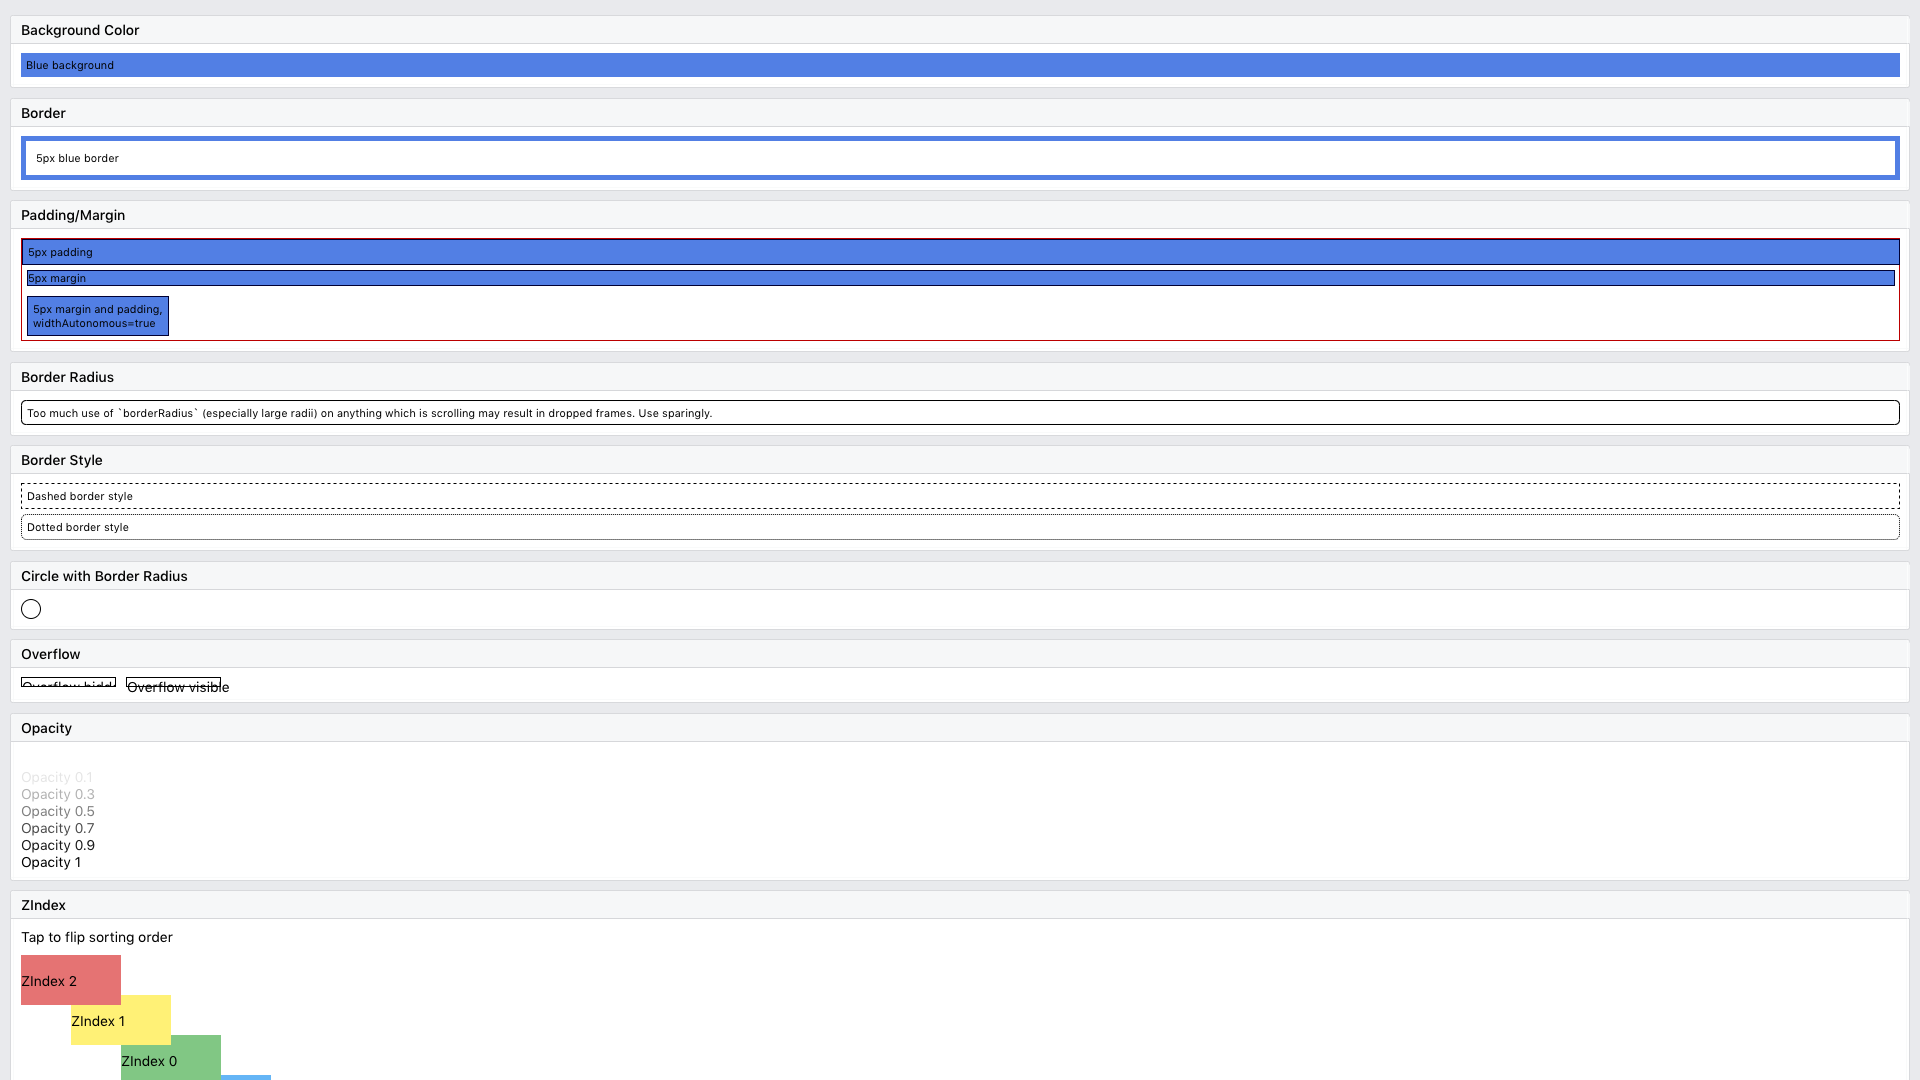 Background Color
Blue background
Border
5px blue border
Padding/Margin
5px padding
5px margin
5px margin and padding,
widthAutonomous=true
Border Radius
Too much use of `borderRadius` (especially large radii) on anything which is scrolling may result in dropped frames. Use sparingly.
Border Style
Dashed border style
Dotted border style
Circle with Border Radius
Overflow
Overflow hidd
Overflow visible
Opacity
Opacity 0.1
Opacity 0.3
Opacity 0.5
Opacity 0.7
Opacity 0.9
Opacity 1
ZIndex
Tap to flip sorting order
ZIndex 2
ZIndex 1
ZIndex 0